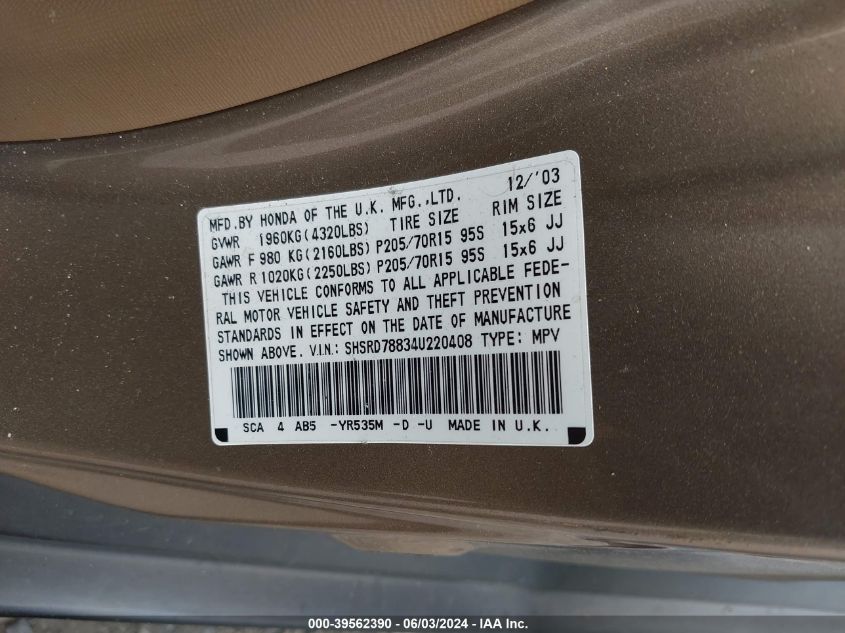 MFD.BY HONDA OF THE U.K. MFG.,LTD. 12/'03
GVWR 1960KG(4320LBS) TIRE SIZE RIM SIZE
GAWR F 980 KG(2160LBS) P205/70R15 95S 15x6 JJ
GAWR R 1020KG(2250LBS) P205/70R15 95S 15x6 JJ
THIS VEHICLE CONFORMS TO ALL APPLICABLE FEDE-
RAL MOTOR VEHICLE SAFETY AND THEFT PREVENTION
STANDARDS IN EFFECT ON THE DATE OF MANUFACTURE
SHOWN ABOVE. V.I.N.: SHSRD78834U220408 TYPE: MPV
SCA 4 AB5 -YR535M -D -U MADE IN U.K.
000-39562390 - 06/03/2024 - IAA Inc.